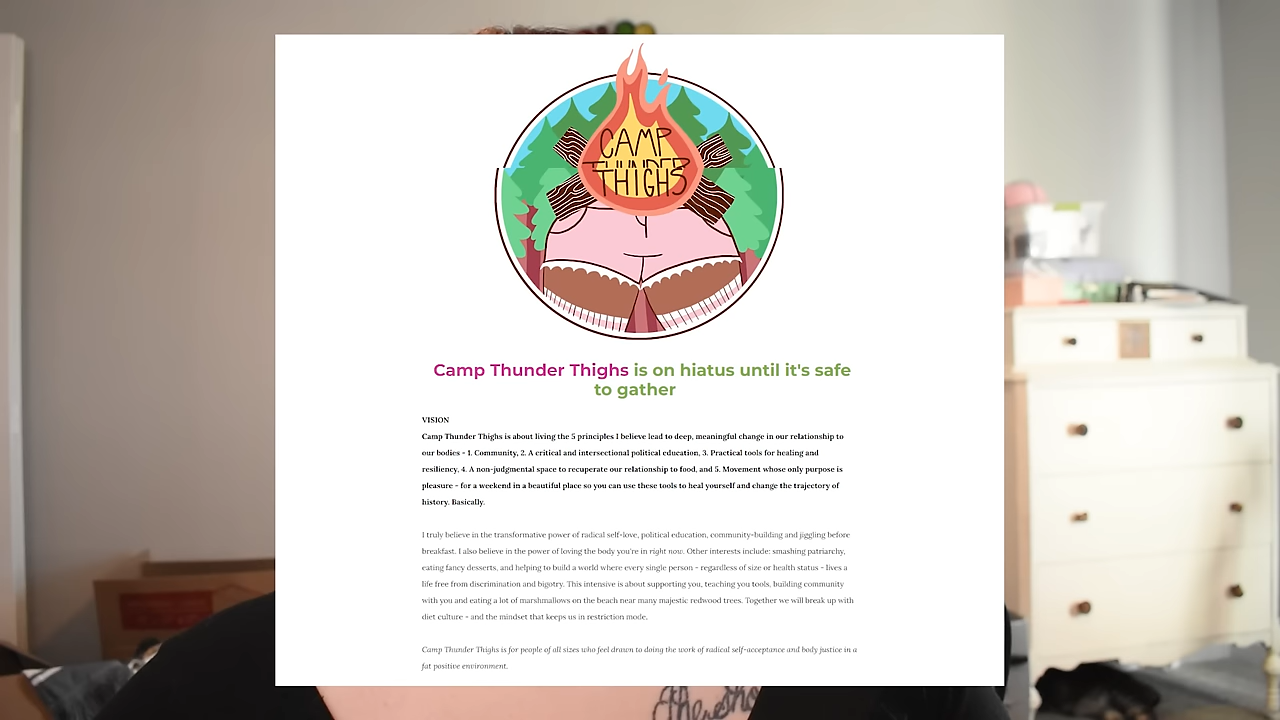 CAMP
THUNDER
THIGHS
Camp Thunder Thighs is on hiatus until it's safe
to gather
VISION
Camp Thunder Thighs is about living the 5 principles I believe lead to deep, meaningful change in our relationship to
our bodies - 1. Community, 2. A critical and intersectional political education, 3. Practical tools for healing and
resiliency, 4. A non-judgmental space to recuperate our relationship to food, and 5. Movement whose only purpose is
pleasure - for a weekend in a beautiful place so you can use these tools to heal yourself and change the trajectory of
history. Basically.
I truly believe in the transformative power of radical self-love, political education, community-building and jiggling before
breakfast. I also believe in the power of loving the body you're in right now. Other interests include: smashing patriarchy,
eating fancy desserts, and helping to build a world where every single person - regardless of size or health status - lives a
life free from discrimination and bigotry. This intensive is about supporting you, teaching you tools, building community
with you and eating a lot of marshmallows on the beach near many majestic redwood trees. Together we will break up with
diet culture - and the mindset that keeps us in restriction mode.
Camp Thunder Thighs is for people of all sizes who feel drawn to doing the work of radical self-acceptance and body justice in a
fat positive environment.